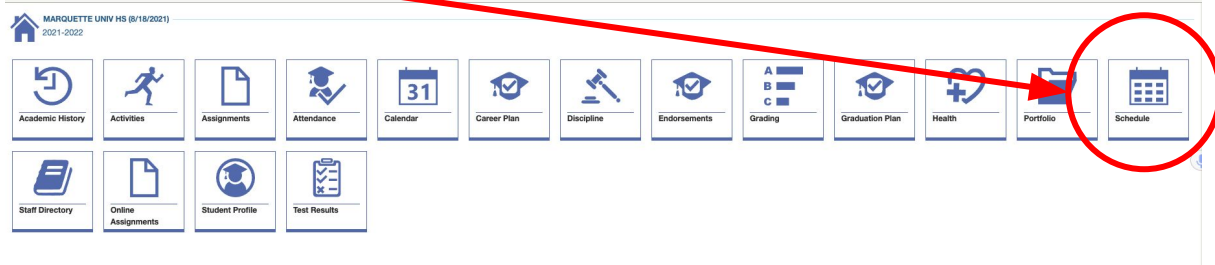 MARQUETTE UNIV HS (8/18/2021)
2021-2022
31
A
B
C
Academic History
Activities
Assignments
Attendance
Calendar
Career Plan
Discipline
Endorsements
Grading
Graduation Plan
Health
Portfolio
Schedule
Staff Directory
Online
Assignments
Student Profile
Test Results